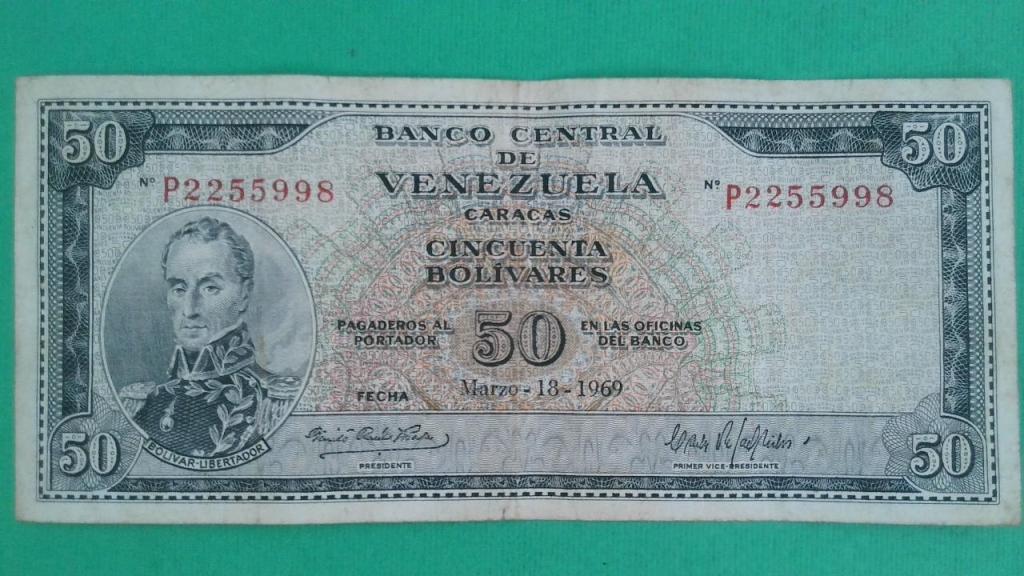 50
50
BANCO CENTRAL
DE
VENEZUELA
CARACAS
Nº P2255998
Nº P2255998
CINCUENTA
BOLÍVARES
PAGADEROS AL
PORTADOR
50
EN LAS OFICINAS
DEL BANCO
FECHA
Marzo-18-1969
BOLIVAR-LIBERTADOR
PRESIDENTE
PRIMER VICE-PRESIDENTE
50
50